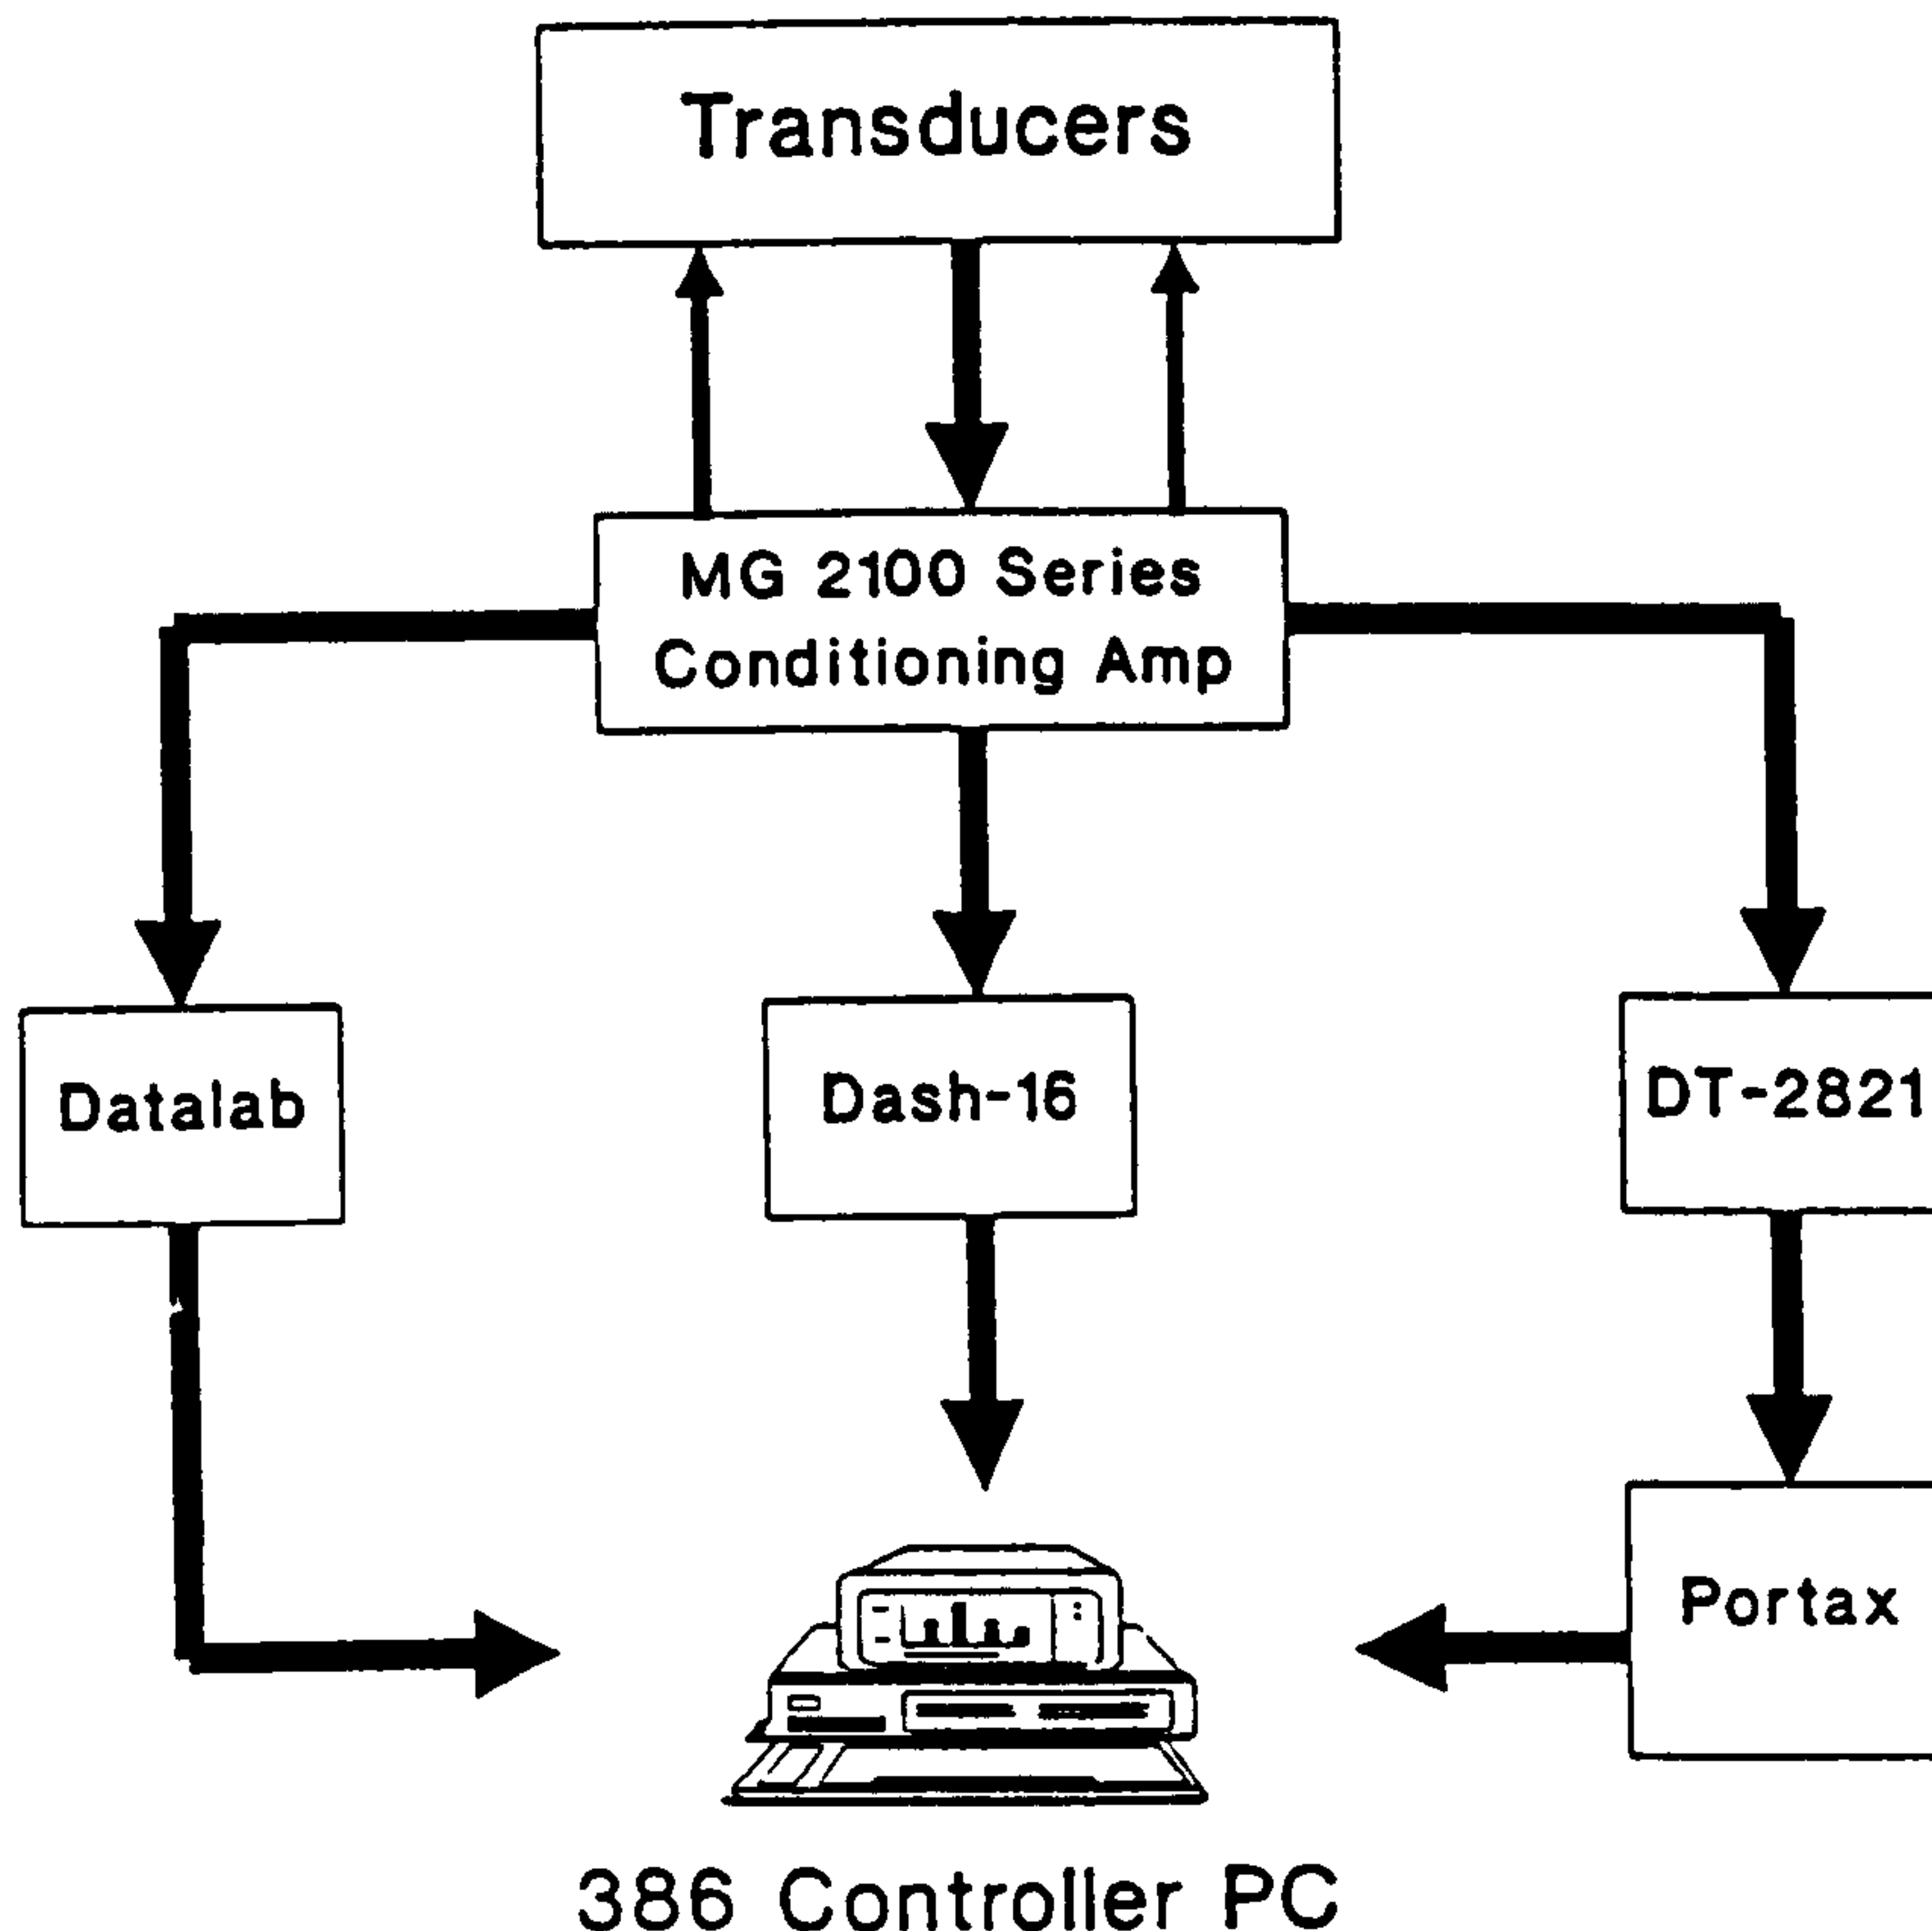 Transducers
MG 2100 Series
Conditioning Amp
Datalab
Dash-16
DT-2821
Portax
386 Controller PC